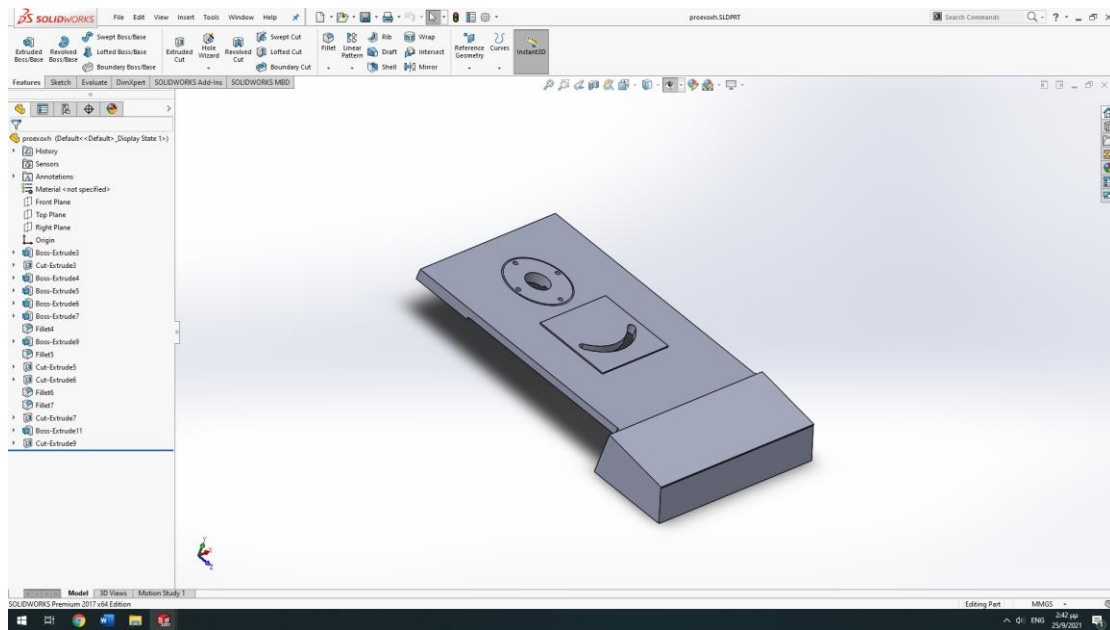 SOLIDWORKS File Edit View Insert Tools Window Help proexoxh.SLDPRT Search Commands
Extruded Boss/Base
Revolved Boss/Base
Swept Boss/Base
Lofted Boss/Base
Boundary Boss/Base
Extruded Cut
Hole Wizard
Revolved Cut
Swept Cut
Lofted Cut
Boundary Cut
Fillet
Linear Pattern
Rib
Draft
Shell
Wrap
Intersect
Mirror
Reference Geometry
Curves
Instant3D
Features Sketch Evaluate DimXpert SOLIDWORKS Add-Ins SOLIDWORKS MBD
proexoxh (Default<<Default>_Display State 1>)
History
Sensors
Annotations
Material <not specified>
Front Plane
Top Plane
Right Plane
Origin
Boss-Extrude3
Cut-Extrude3
Boss-Extrude4
Boss-Extrude5
Boss-Extrude6
Boss-Extrude7
Fillet4
Boss-Extrude9
Fillet5
Cut-Extrude5
Cut-Extrude6
Fillet6
Fillet7
Cut-Extrude7
Boss-Extrude11
Cut-Extrude9
Model 3D Views Motion Study 1
SOLIDWORKS Premium 2017 x64 Edition Editing Part MMGS
ENG 2:42 μμ
25/9/2021